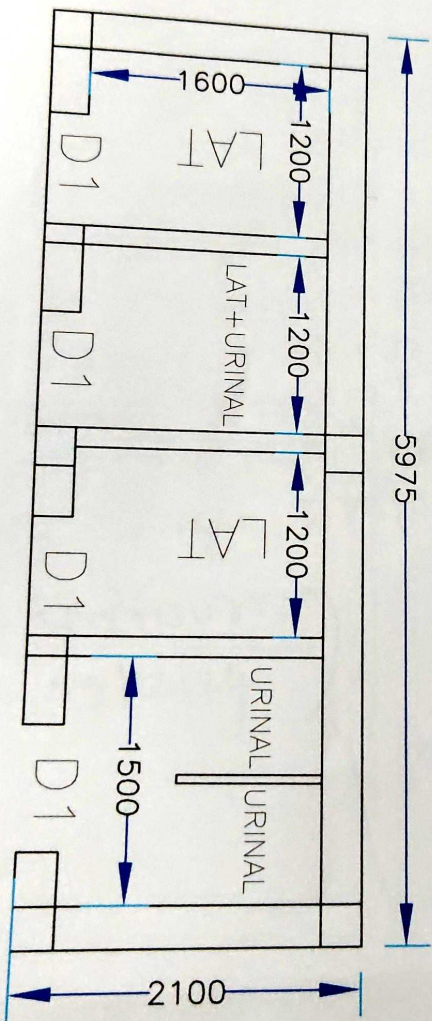 5975
1600
1200
LAT
D1
1200
LAT+URINAL
D1
1200
LAT
D1
URINAL
URINAL
1500
D1
2100